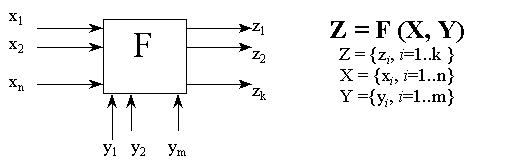 x1
x2
xn
F
z1
z2
zk
y1 y2 ym
Z = F (X, Y)
Z = {zi, i=1..k }
X = {xi, i=1..n}
Y ={yi, i=1..m}